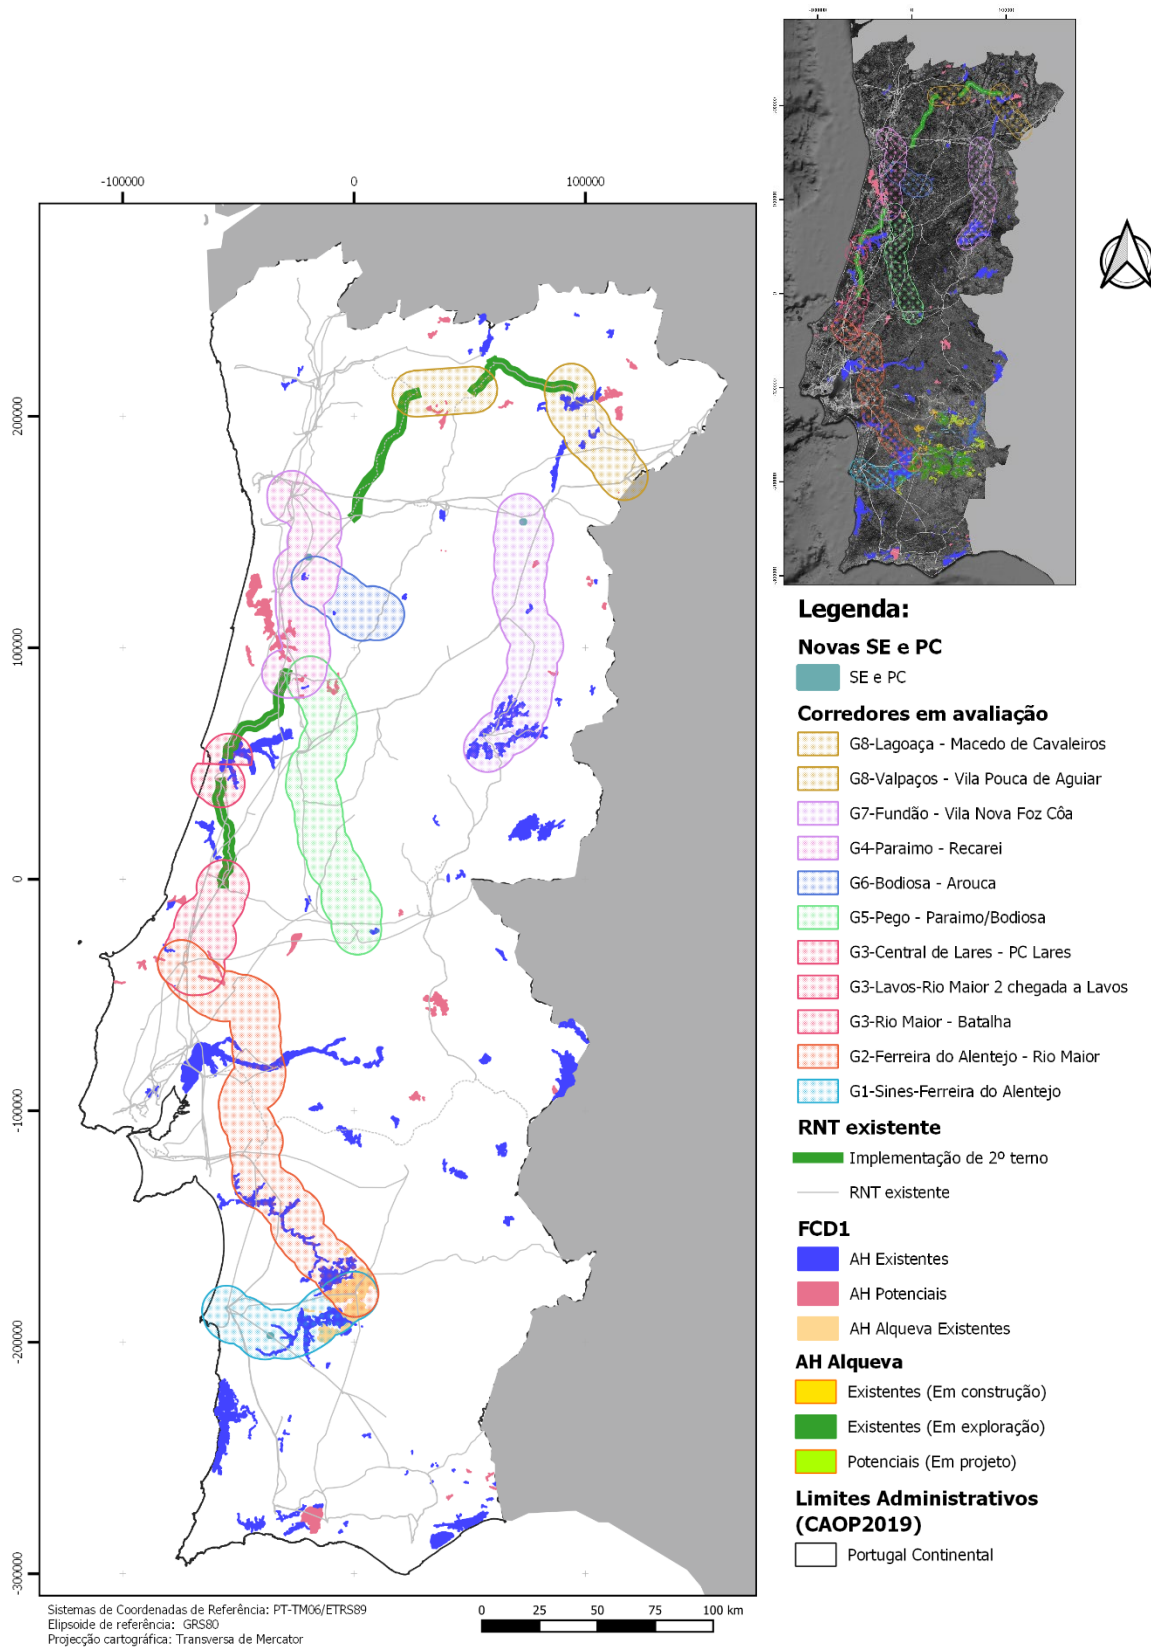 -100000
0
100000
200000
100000
0
-100000
-200000
-300000
Legenda:
Novas SE e PC
SE e PC
Corredores em avaliação
G8-Lagoaça - Macedo de Cavaleiros
G8-Valpaços - Vila Pouca de Aguiar
G7-Fundão - Vila Nova Foz Côa
G4-Paraimo - Recarei
G6-Bodiosa - Arouca
G5-Pego - Paraimo/Bodiosa
G3-Central de Lares - PC Lares
G3-Lavos-Rio Maior 2 chegada a Lavos
G3-Rio Maior - Batalha
G2-Ferreira do Alentejo - Rio Maior
G1-Sines-Ferreira do Alentejo
RNT existente
Implementação de 2º terno
RNT existente
FCD1
AH Existentes
AH Potenciais
AH Alqueva Existentes
AH Alqueva
Existentes (Em construção)
Existentes (Em exploração)
Potenciais (Em projeto)
Limites Administrativos
(CAOP2019)
Portugal Continental
Sistemas de Coordenadas de Referência: PT-TM06/ETRS89
Elipsoide de referência: GRS80
Projecção cartográfica: Transversa de Mercator
0 25 50 75 100 km